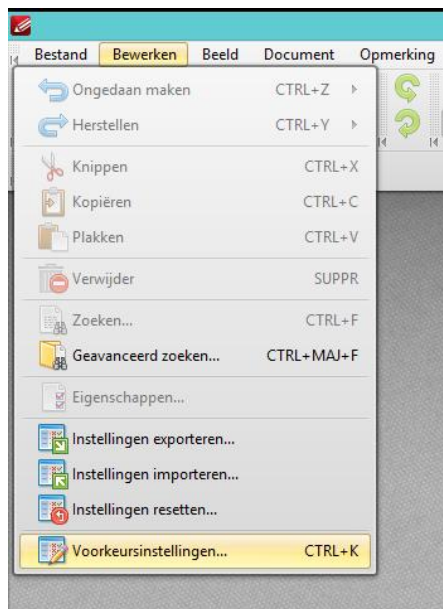 Bestand Bewerken Beeld Document Opmerking
Ongedaan maken CTRL+Z
Herstellen CTRL+Y
Knippen CTRL+X
Kopiëren CTRL+C
Plakken CTRL+V
Verwijder SUPPR
Zoeken... CTRL+F
Geavanceerd zoeken... CTRL+MAJ+F
Eigenschappen...
Instellingen exporteren...
Instellingen importeren...
Instellingen resetten...
Voorkeursinstellingen... CTRL+K